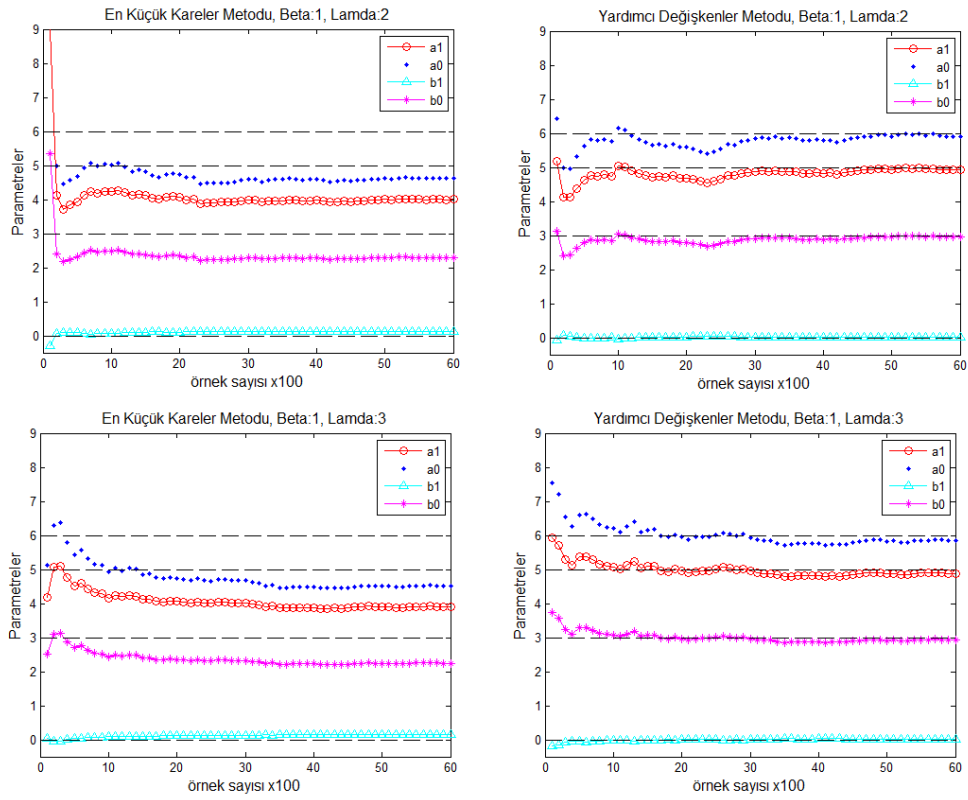 En Küçük Kareler Metodu, Beta:1, Lamda:2
9
8
7
6
5
4
3
2
1
0
Parametreler
a1
a0
b1
b0
0 10 20 30 40 50 60
örnek sayısı x100
Yardımcı Değişkenler Metodu, Beta:1, Lamda:2
9
8
7
6
5
4
3
2
1
0
Parametreler
a1
a0
b1
b0
0 10 20 30 40 50 60
örnek sayısı x100
En Küçük Kareler Metodu, Beta:1, Lamda:3
9
8
7
6
5
4
3
2
1
0
Parametreler
a1
a0
b1
b0
0 10 20 30 40 50 60
örnek sayısı x100
Yardımcı Değişkenler Metodu, Beta:1, Lamda:3
9
8
7
6
5
4
3
2
1
0
Parametreler
a1
a0
b1
b0
0 10 20 30 40 50 60
örnek sayısı x100